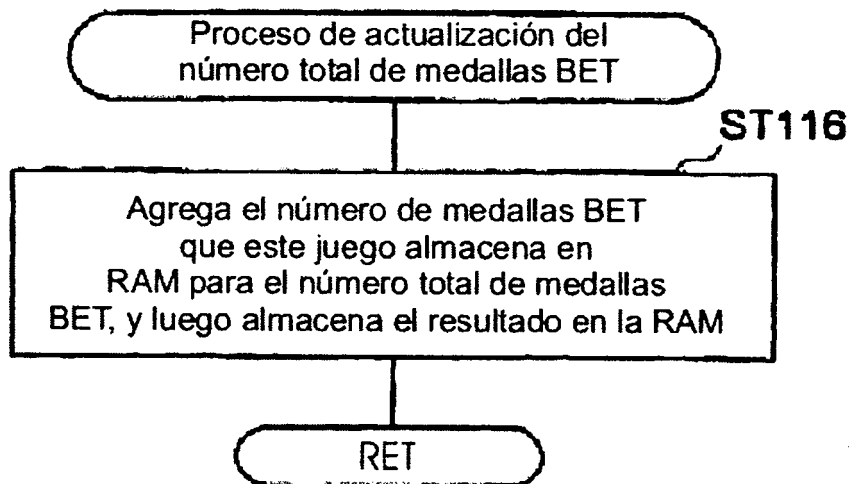 Proceso de actualización del
número total de medallas BET
ST116
Agrega el número de medallas BET
que este juego almacena en
RAM para el número total de medallas
BET, y luego almacena el resultado en la RAM
RET